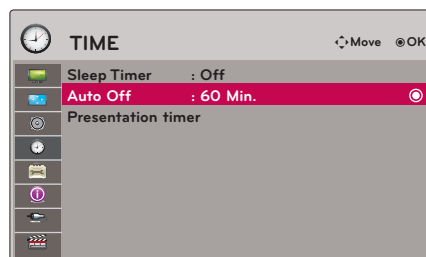 TIME Move OK
Sleep Timer : Off
Auto Off : 60 Min.
Presentation timer